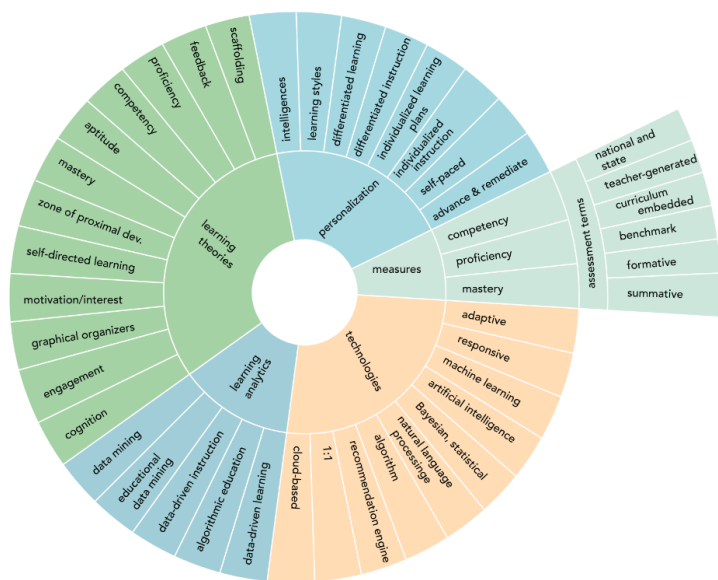 learning
theories
scaffolding
feedback
proficiency
competency
aptitude
mastery
zone of proximal dev.
self-directed learning
motivation/interest
graphical organizers
engagement
cognition
personalization
intelligences
learning styles
differentiated learning
differentiated instruction
individualized learning
plans
individualized
instruction
self-paced
advance & remediate
measures
competency
proficiency
mastery
assessment terms
national and
state
teacher-generated
curriculum
embedded
benchmark
formative
summative
technologies
adaptive
responsive
machine learning
artificial intelligence
Bayesian, statistical
natural language
processinge
algorithm
recommendation engine
1:1
cloud-based
learning
analytics
data mining
educational
data mining
data-driven instruction
algorithmic education
data-driven learning